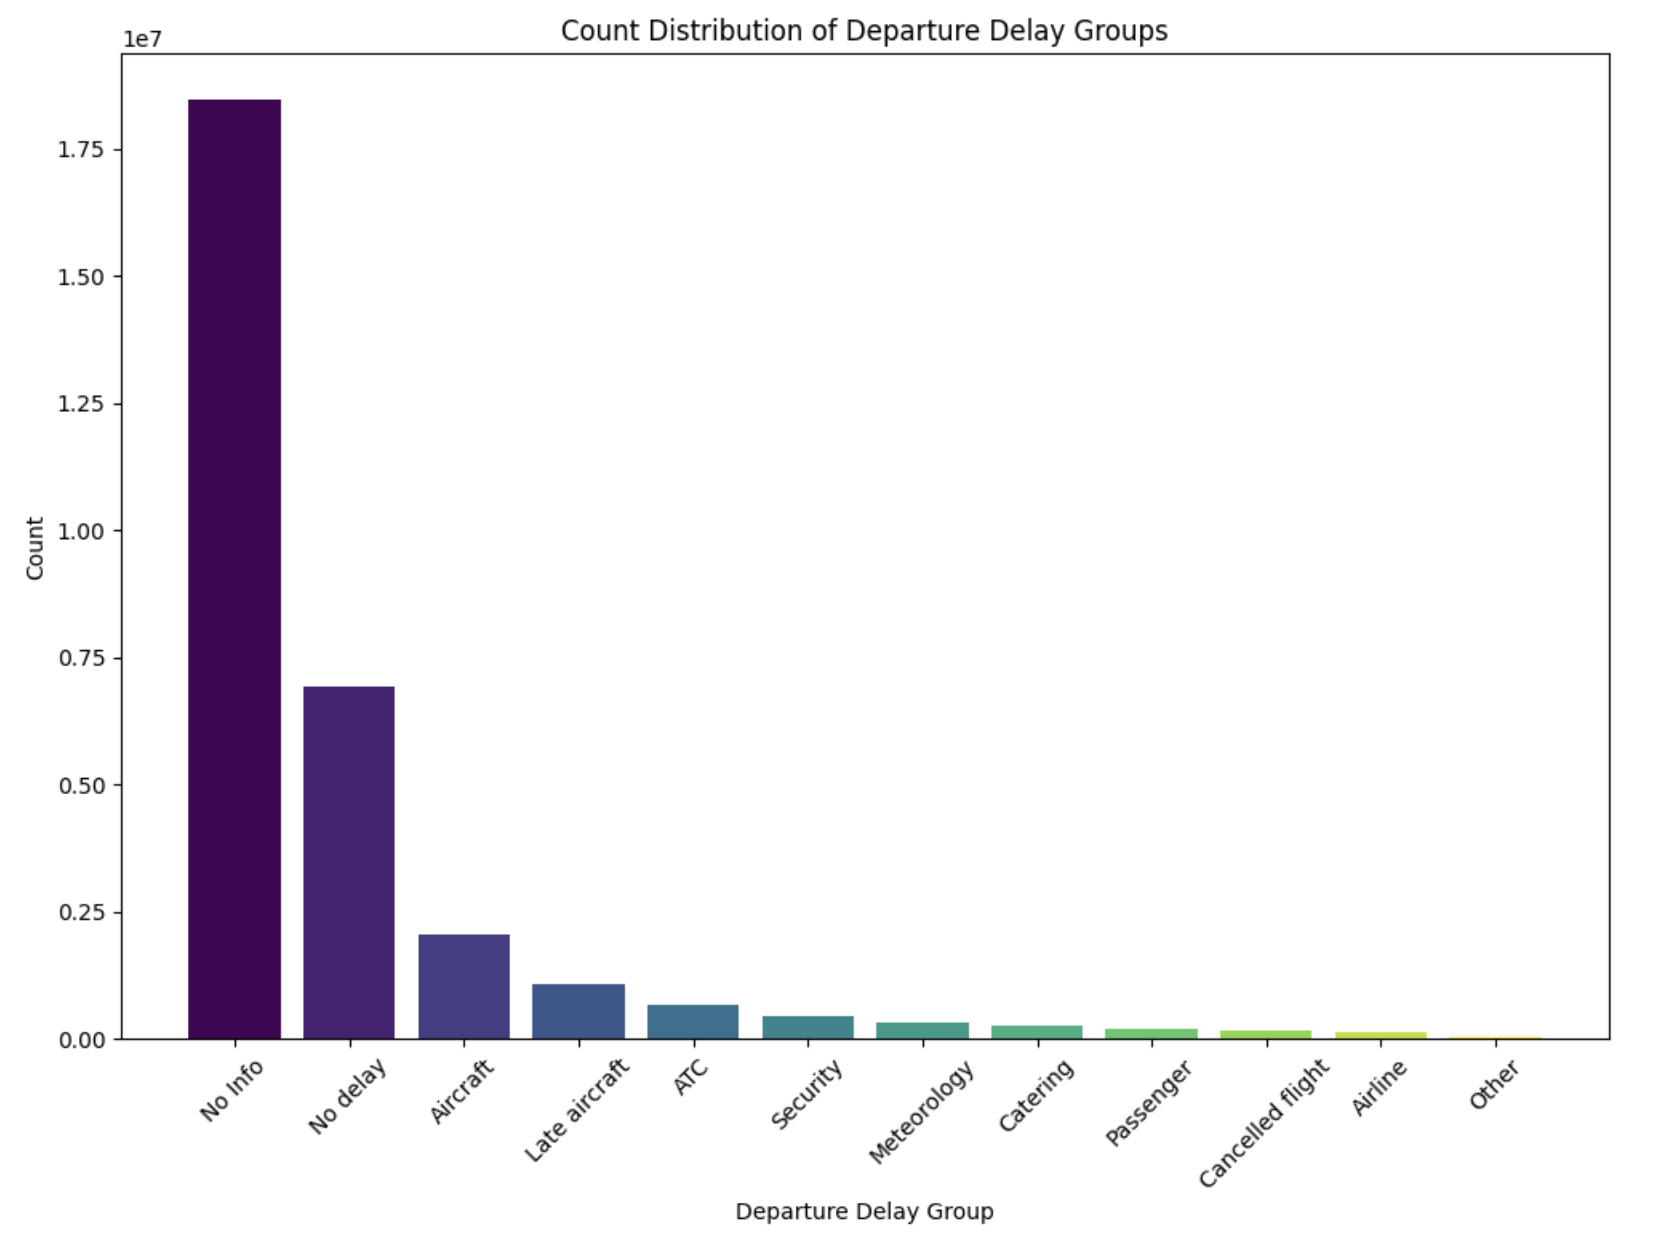 Count Distribution of Departure Delay Groups
1e7
1.75
1.50
1.25
1.00
0.75
0.50
0.25
0.00
Count
No Info
No delay
Aircraft
Late aircraft
ATC
Security
Meteorology
Catering
Passenger
Cancelled flight
Airline
Other
Departure Delay Group